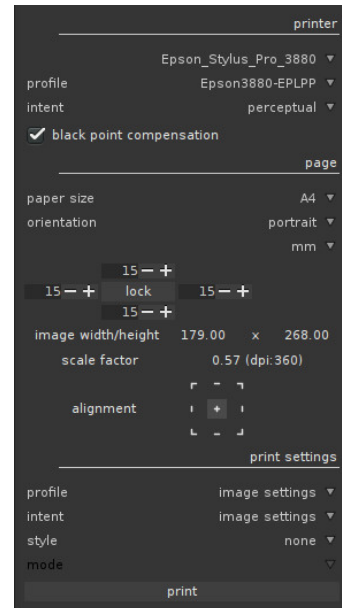 printer
Epson_Stylus_Pro_3880
profile Epson3880-EPLPP
intent perceptual
black point compensation
page
paper size A4
orientation portrait
mm
15 − +
15 − + lock 15 − +
15 − +
image width/height 179.00 x 268.00
scale factor 0.57 (dpi:360)
alignment
print settings
profile image settings
intent image settings
style none
mode
print